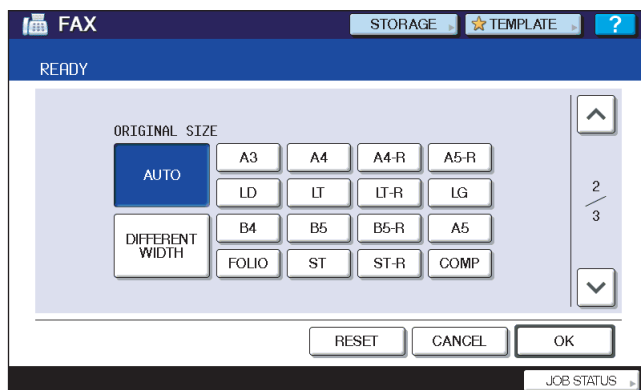 FAX
STORAGE
TEMPLATE
?
READY
ORIGINAL SIZE
AUTO
A3 A4 A4-R A5-R
LD LT LT-R LG
DIFFERENT
WIDTH
B4 B5 B5-R A5
FOLIO ST ST-R COMP
2
3
RESET CANCEL OK
JOB STATUS